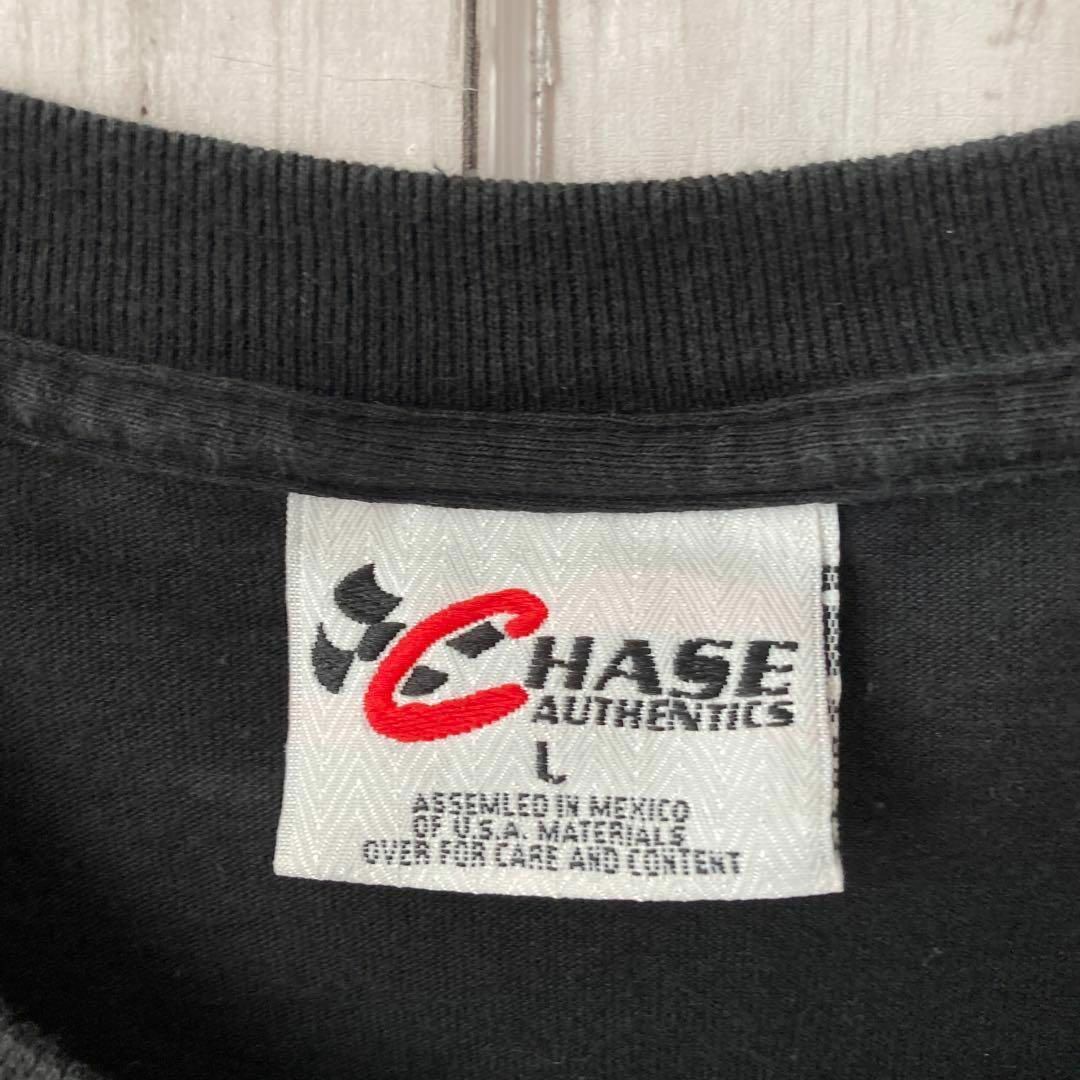 CHASE
AUTHENTICS
L
ASSEMLED IN MEXICO
OF U.S.A. MATERIALS
OVER FOR CARE AND CONTENT